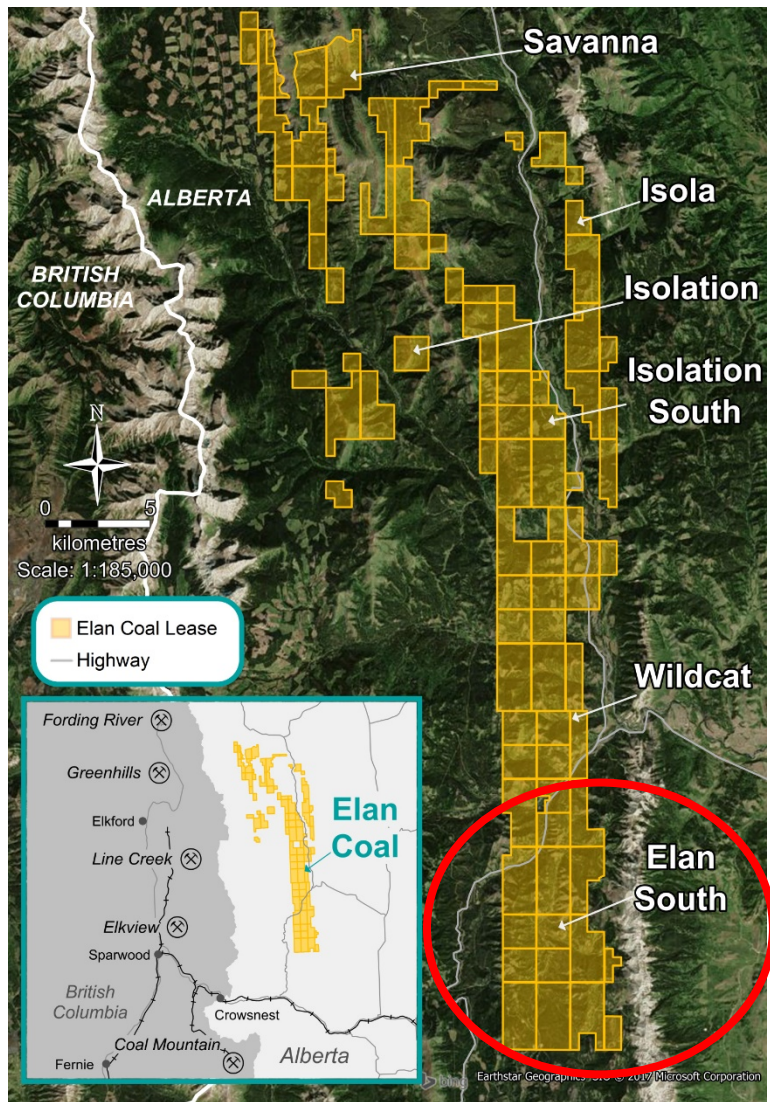 Savanna
ALBERTA
Isola
BRITISH
COLUMBIA
Isolation
Isolation
South
N
0 5
kilometres
Scale: 1:185,000
Elan Coal Lease
Highway
Wildcat
Fording River
Greenhills
Elkford
Elan
Coal
Line Creek
Elkview
Sparwood
British
Columbia
Crowsnest
Coal Mountain
Alberta
Fernie
Elan
South
bing
Earthstar Geographics SIO © 2017 Microsoft Corporation